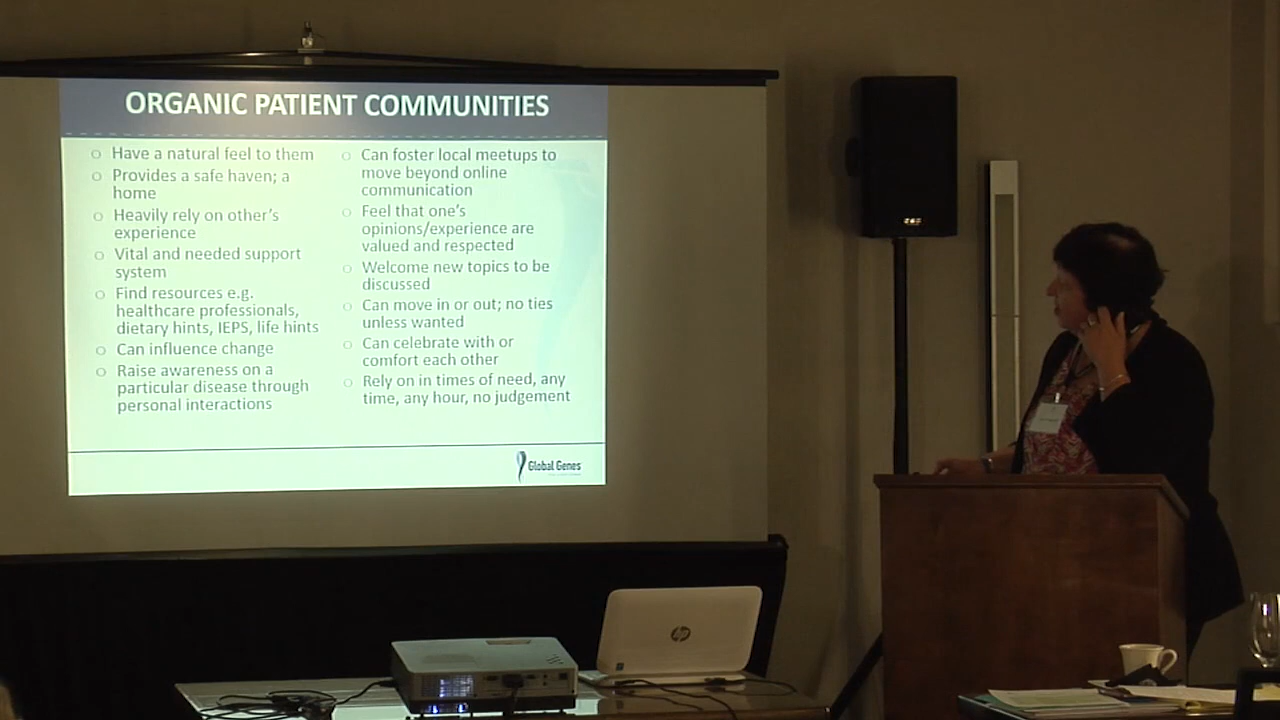 ORGANIC PATIENT COMMUNITIES
o Have a natural feel to them
o Provides a safe haven; a
home
o Heavily rely on other's
experience
o Vital and needed support
system
o Find resources e.g.
healthcare professionals,
dietary hints, IEPS, life hints
o Can influence change
o Raise awareness on a
particular disease through
personal interactions
o Can foster local meetups to
move beyond online
communication
o Feel that one's
opinions/experience are
valued and respected
o Welcome new topics to be
discussed
o Can move in or out; no ties
unless wanted
o Can celebrate with or
comfort each other
o Rely on in times of need, any
time, any hour, no judgement
Global Genes
hp